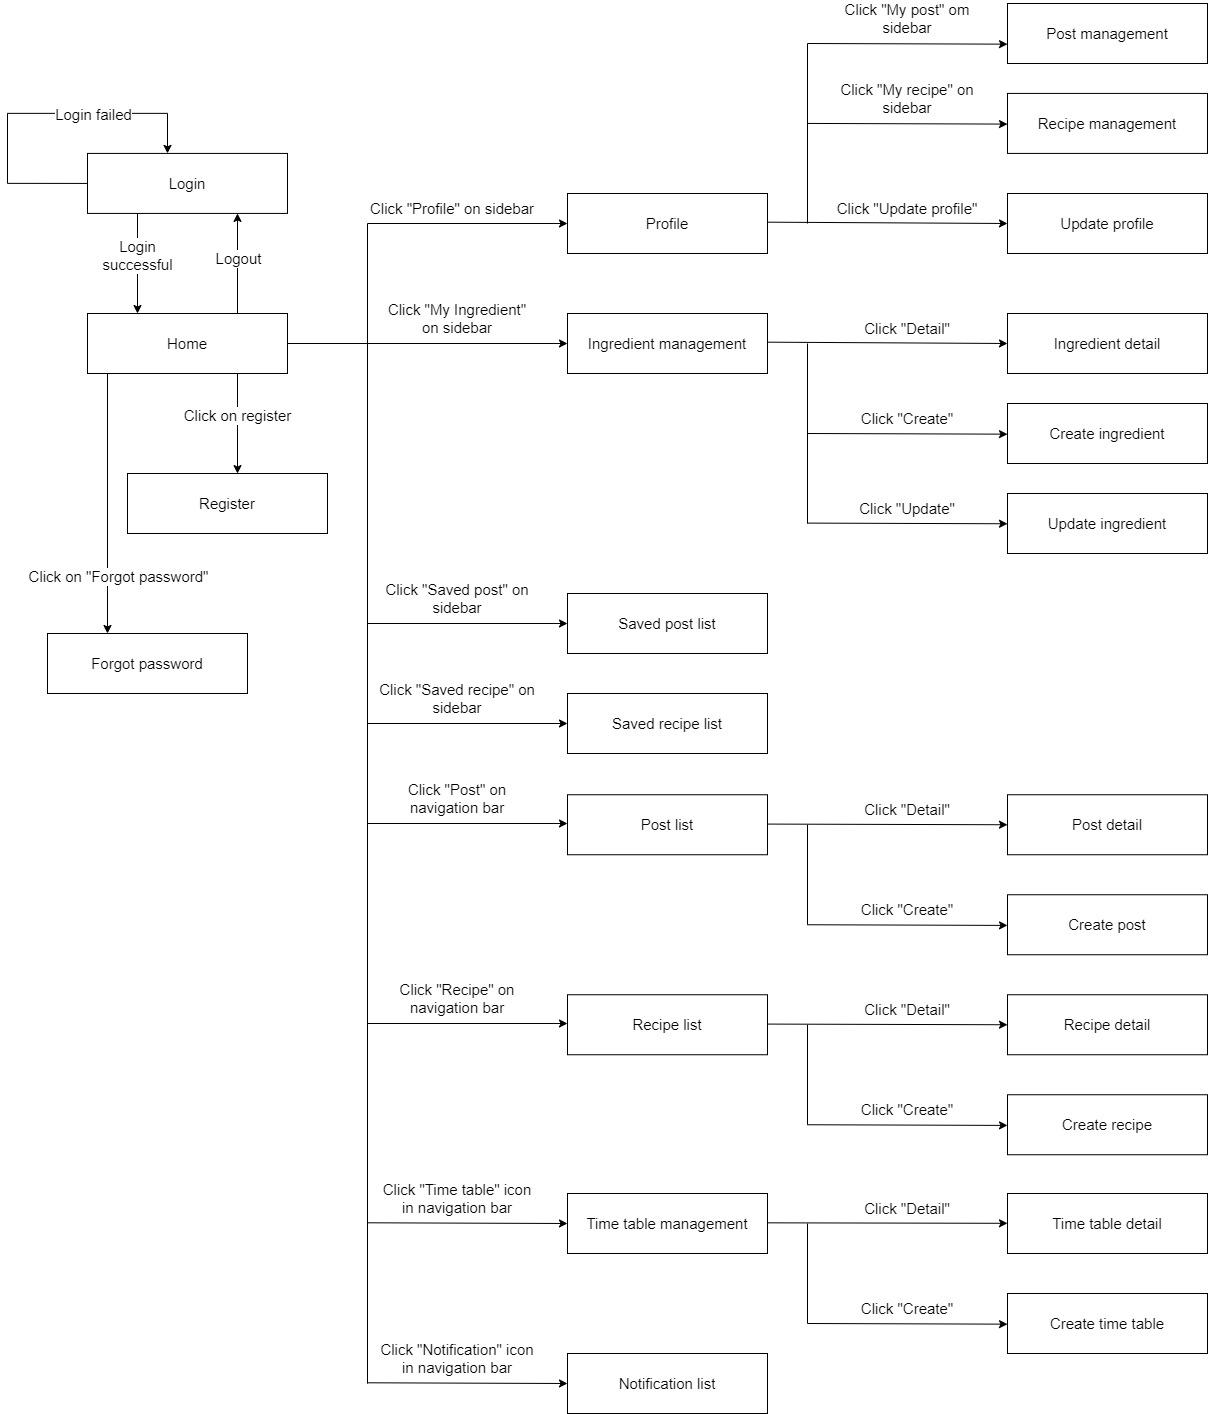 Click "My post" om
sidebar
Post management
Click "My recipe" on
sidebar
Recipe management
Login failed
Login
Click "Profile" on sidebar
Profile
Click "Update profile"
Update profile
Login
successful
Logout
Home
Click "My Ingredient"
on sidebar
Ingredient management
Click "Detail"
Ingredient detail
Click on register
Click "Create"
Create ingredient
Register
Click "Update"
Update ingredient
Click on "Forgot password"
Forgot password
Click "Saved post" on
sidebar
Saved post list
Click "Saved recipe" on
sidebar
Saved recipe list
Click "Post" on
navigation bar
Post list
Click "Detail"
Post detail
Click "Create"
Create post
Click "Recipe" on
navigation bar
Recipe list
Click "Detail"
Recipe detail
Click "Create"
Create recipe
Click "Time table" icon
in navigation bar
Time table management
Click "Detail"
Time table detail
Click "Create"
Create time table
Click "Notification" icon
in navigation bar
Notification list